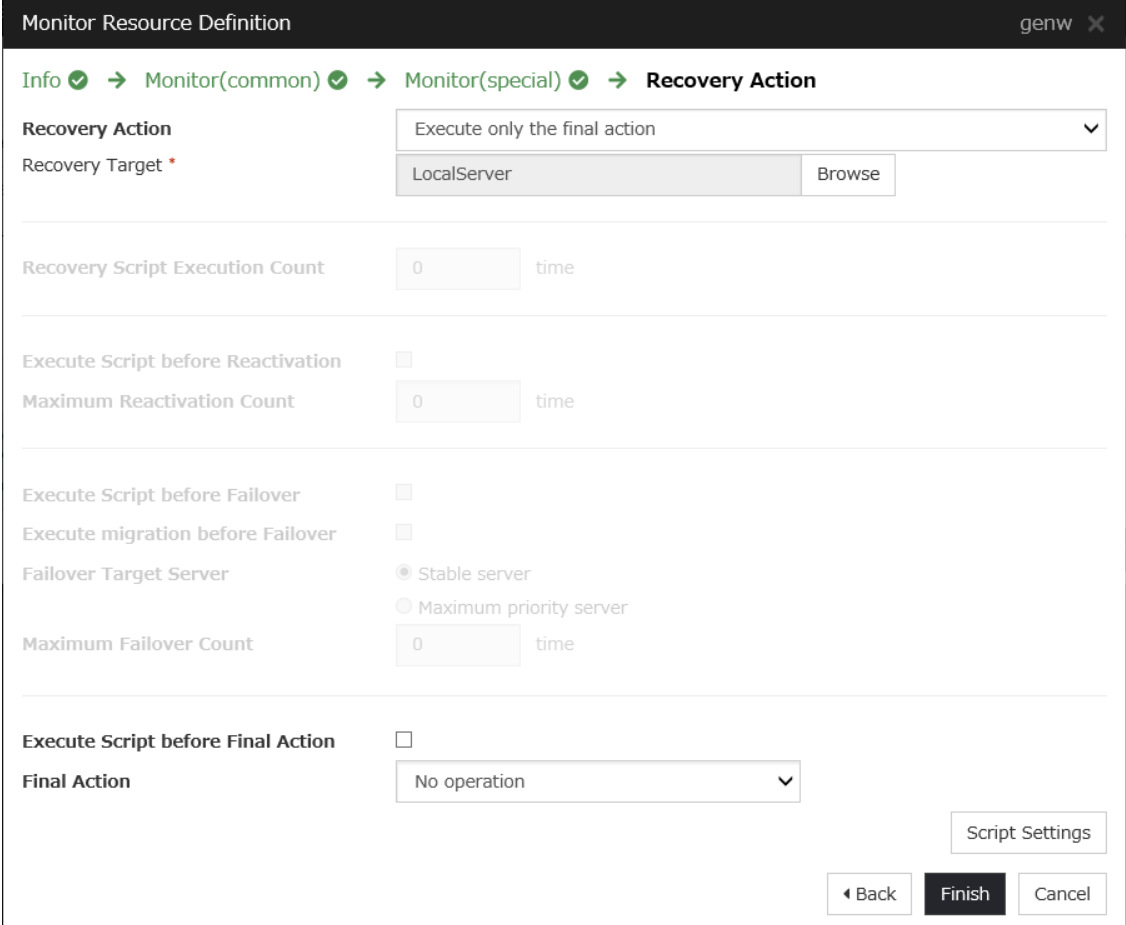 Monitor Resource Definition genw
Info Monitor(common) Monitor(special) Recovery Action
Recovery Action Execute only the final action
Recovery Target * LocalServer Browse
Recovery Script Execution Count 0 time
Execute Script before Reactivation
Maximum Reactivation Count 0 time
Execute Script before Failover
Execute migration before Failover
Failover Target Server Stable server
Maximum priority server
Maximum Failover Count 0 time
Execute Script before Final Action
Final Action No operation
Script Settings
Back Finish Cancel